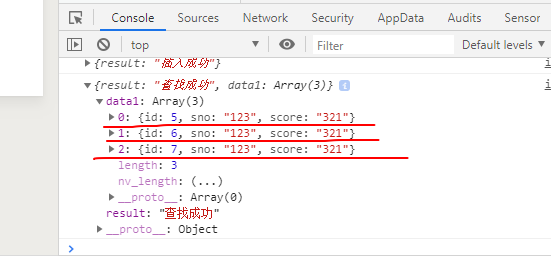 Console Sources Network Security AppData Audits Sensor
top Filter Default levels
{result: "插入成功"} i
{result: "查找成功", data1: Array(3)} i i
data1: Array(3)
0: {id: 5, sno: "123", score: "321"}
1: {id: 6, sno: "123", score: "321"}
2: {id: 7, sno: "123", score: "321"}
length: 3
nv_length: (...)
__proto__: Array(0)
result: "查找成功"
__proto__: Object